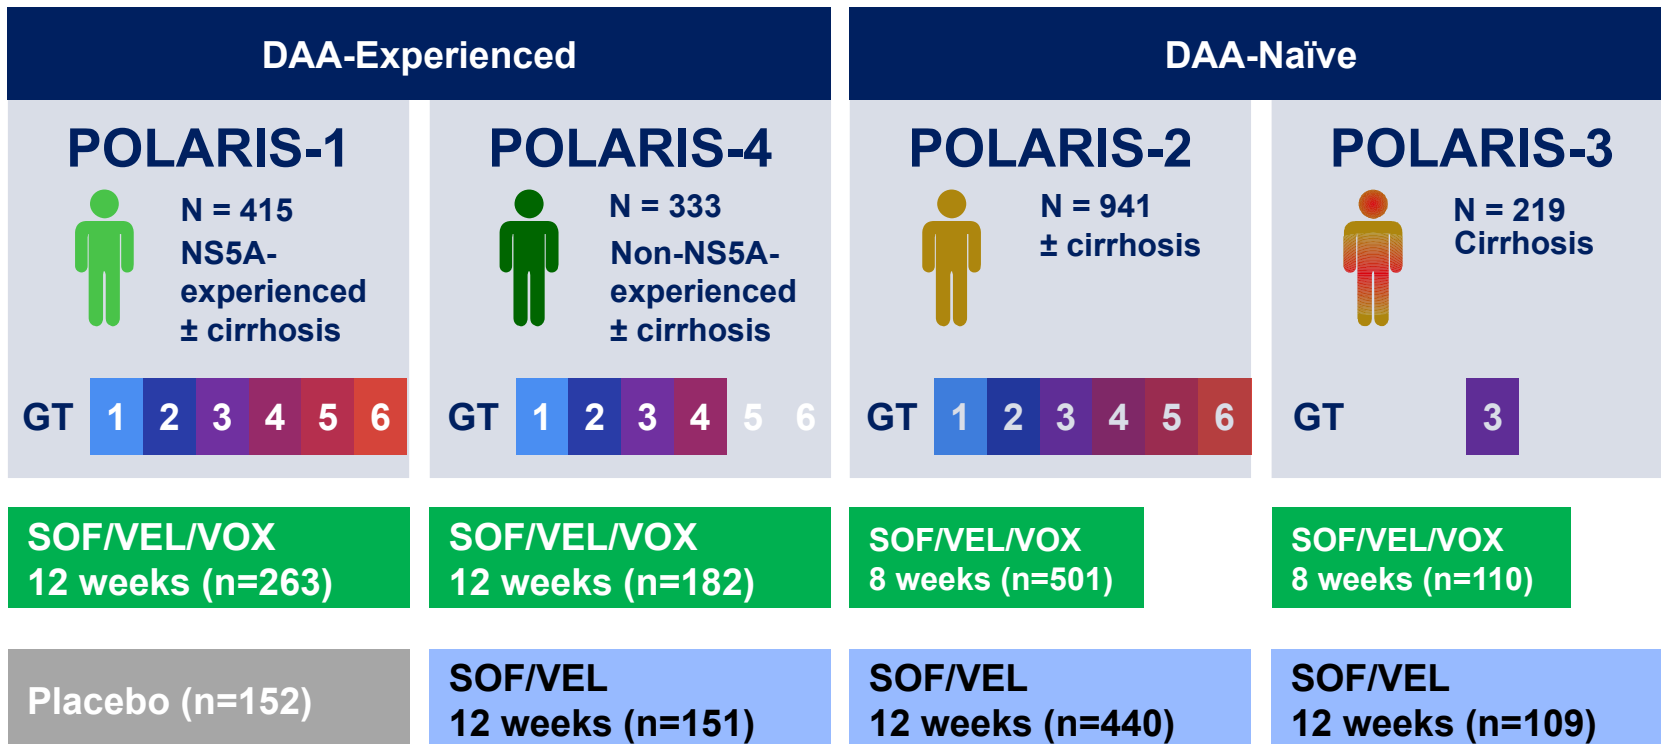 DAA-Experienced
DAA-Naïve
POLARIS-1
N = 415
NS5A-
experienced
± cirrhosis
GT 1 2 3 4 5 6
POLARIS-4
N = 333
Non-NS5A-
experienced
± cirrhosis
GT 1 2 3 4 5 6
POLARIS-2
N = 941
± cirrhosis
GT 1 2 3 4 5 6
POLARIS-3
N = 219
Cirrhosis
GT 3
SOF/VEL/VOX
12 weeks (n=263)
SOF/VEL/VOX
12 weeks (n=182)
SOF/VEL/VOX
8 weeks (n=501)
SOF/VEL/VOX
8 weeks (n=110)
Placebo (n=152)
SOF/VEL
12 weeks (n=151)
SOF/VEL
12 weeks (n=440)
SOF/VEL
12 weeks (n=109)